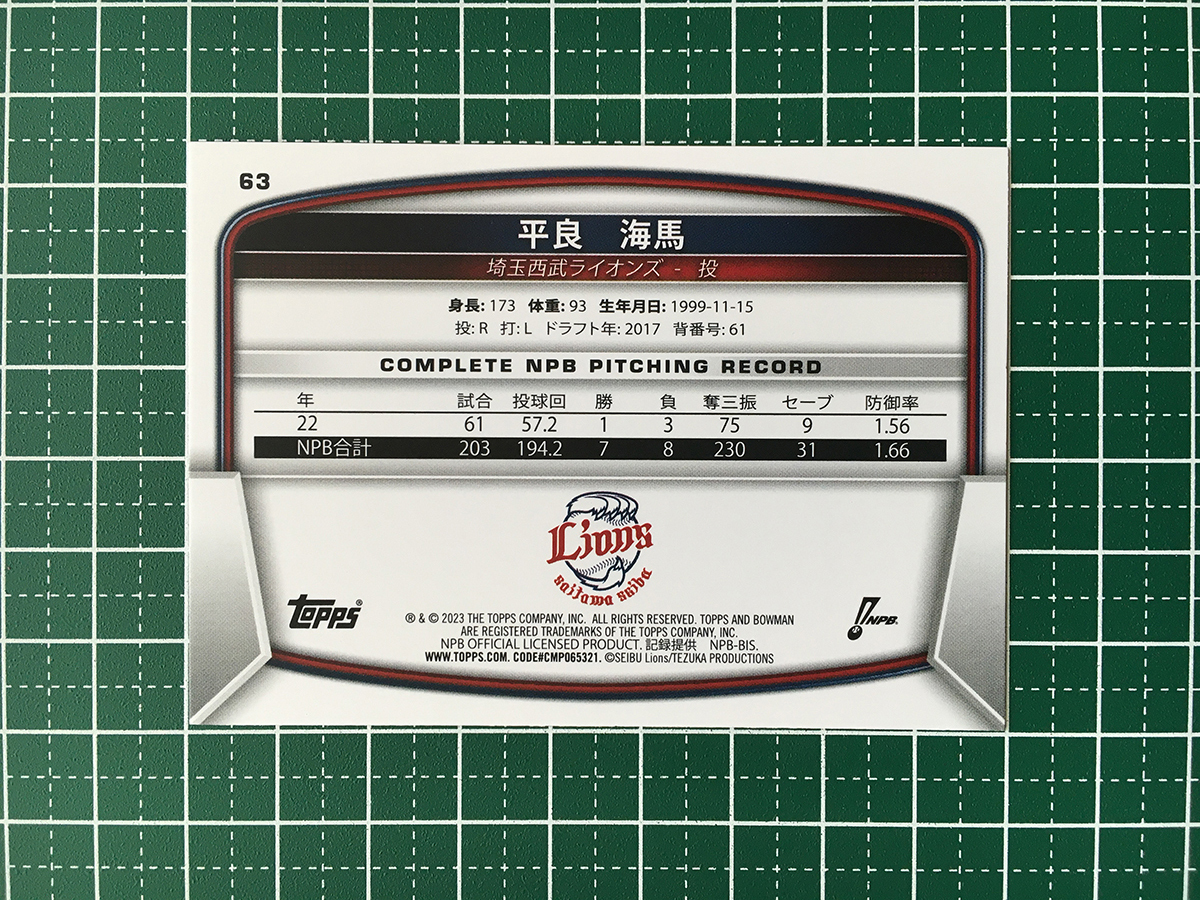 63
平良 海馬
埼玉西武ライオンズ - 投
身長: 173 体重: 93 生年月日: 1999-11-15
投: R 打: L ドラフト年: 2017 背番号: 61
COMPLETE NPB PITCHING RECORD
年 試合 投球回 勝 負 奪三振 セーブ 防御率
22 61 57.2 1 3 75 9 1.56
NPB合計 203 194.2 7 8 230 31 1.66
Lions
saitama seibu
topps®
® & © 2023 THE TOPPS COMPANY, INC. ALL RIGHTS RESERVED. TOPPS AND BOWMAN
ARE REGISTERED TRADEMARKS OF THE TOPPS COMPANY, INC.
NPB OFFICIAL LICENSED PRODUCT. 記録提供 NPB-BIS.
WWW.TOPPS.COM. CODE#CMP065321. ©SEIBU Lions/TEZUKA PRODUCTIONS
NPB.